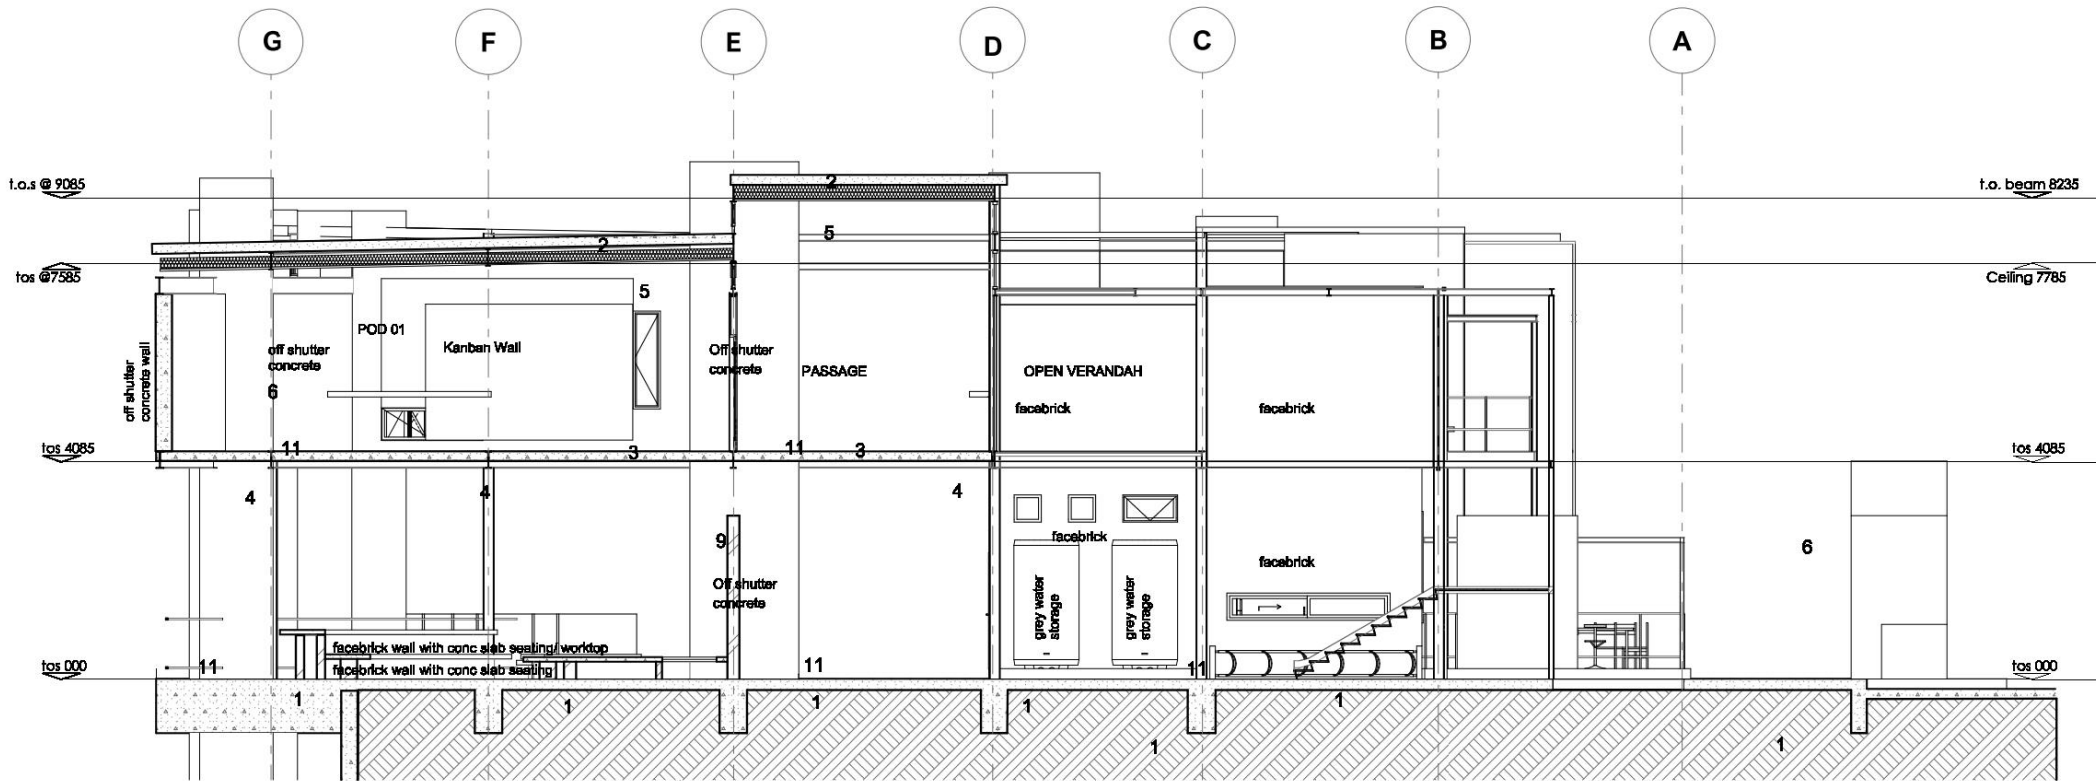 G F E D C B A
t.o.s @ 9085
t.o. beam 8235
2
5
2
tos @7585
Ceiling 7785
5
POD 01
Kanban Wall
off shutter
concrete
Off shutter
concrete
off shutter
concrete wall
PASSAGE
OPEN VERANDAH
6
facebrick
facebrick
tos 4085
11
3
11
3
tos 4085
4
4
4
9
facebrick
6
facebrick
Off shutter
concrete
grey water
storage
grey water
storage
facebrick wall with conc slab seating/ worktop
facebrick wall with conc slab seating
tos 000
11
11
11
tos 000
1
1
1
1
1
1
1